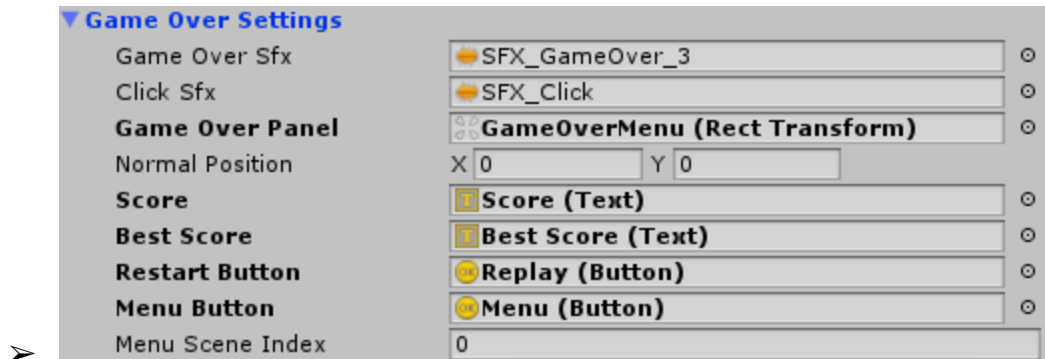 Game Over Settings
Game Over Sfx SFX_GameOver_3
Click Sfx SFX_Click
Game Over Panel GameOverMenu (Rect Transform)
Normal Position X 0 Y 0
Score T Score (Text)
Best Score T Best Score (Text)
Restart Button OK Replay (Button)
Menu Button OK Menu (Button)
Menu Scene Index 0